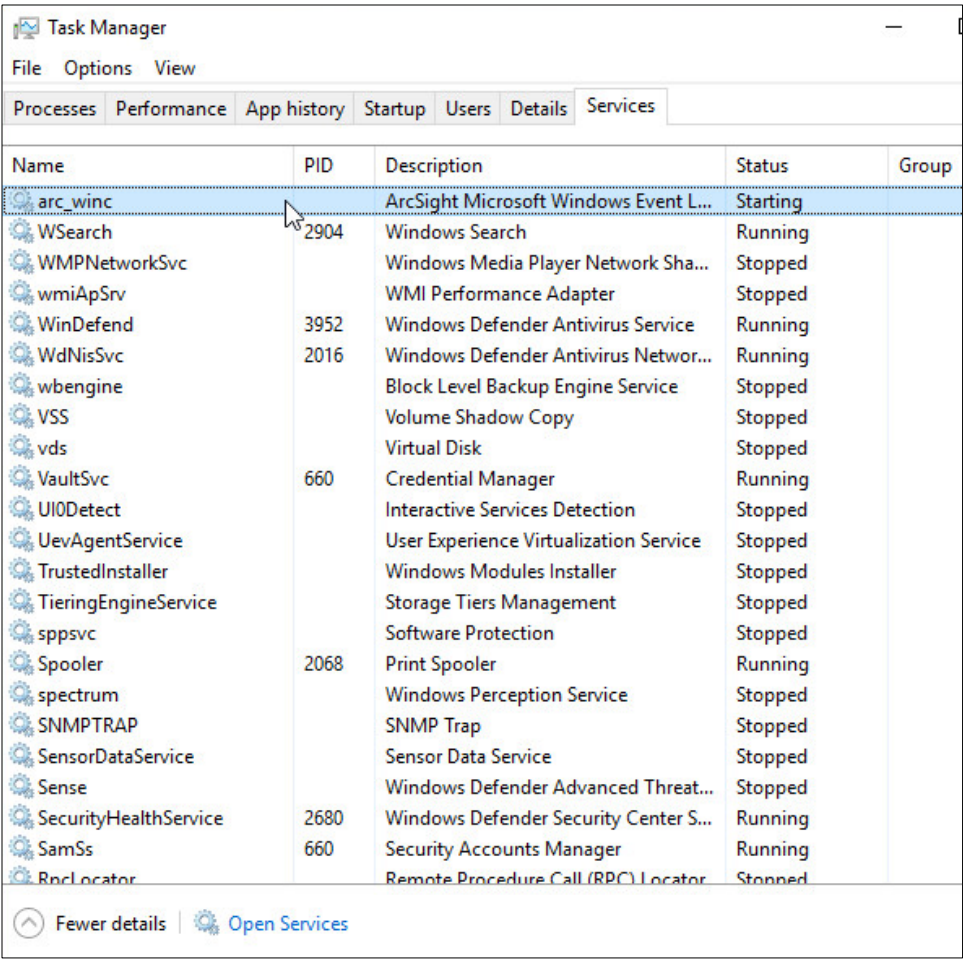 Task Manager
File Options View
Processes Performance App history Startup Users Details Services
Name PID Description Status Group
arc_winc ArcSight Microsoft Windows Event L... Starting
WSearch 2904 Windows Search Running
WMPNetworkSvc Windows Media Player Network Sha... Stopped
wmiApSrv WMI Performance Adapter Stopped
WinDefend 3952 Windows Defender Antivirus Service Running
WdNisSvc 2016 Windows Defender Antivirus Networ... Running
wbengine Block Level Backup Engine Service Stopped
VSS Volume Shadow Copy Stopped
vds Virtual Disk Stopped
VaultSvc 660 Credential Manager Running
UI0Detect Interactive Services Detection Stopped
UevAgentService User Experience Virtualization Service Stopped
TrustedInstaller Windows Modules Installer Stopped
TieringEngineService Storage Tiers Management Stopped
sppsvc Software Protection Stopped
Spooler 2068 Print Spooler Running
spectrum Windows Perception Service Stopped
SNMPTRAP SNMP Trap Stopped
SensorDataService Sensor Data Service Stopped
Sense Windows Defender Advanced Threat... Stopped
SecurityHealthService 2680 Windows Defender Security Center S... Running
SamSs 660 Security Accounts Manager Running
RpcLocator Remote Procedure Call (RPC) Locator Stopped
Fewer details Open Services